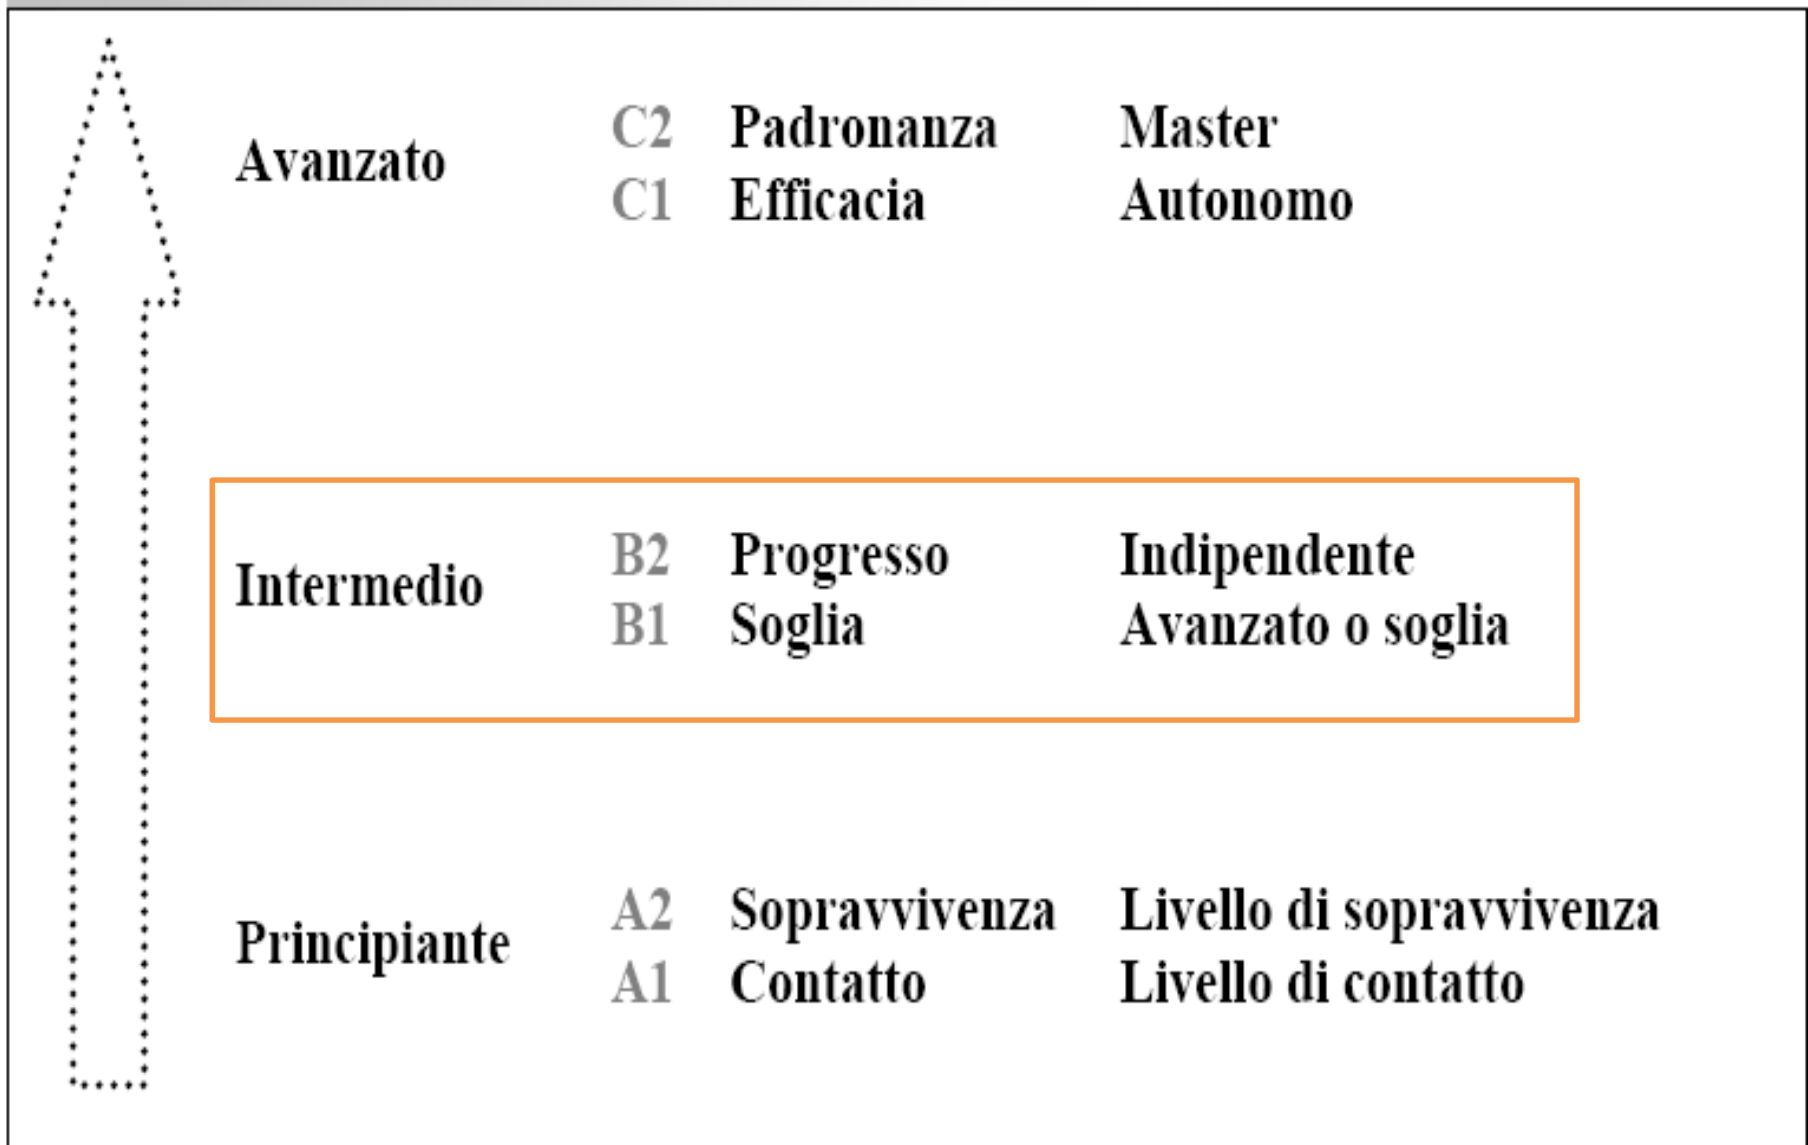 Avanzato
C2 Padronanza Master
C1 Efficacia Autonomo
Intermedio
B2 Progresso Indipendente
B1 Soglia Avanzato o soglia
Principiante
A2 Sopravvivenza Livello di sopravvivenza
A1 Contatto Livello di contatto